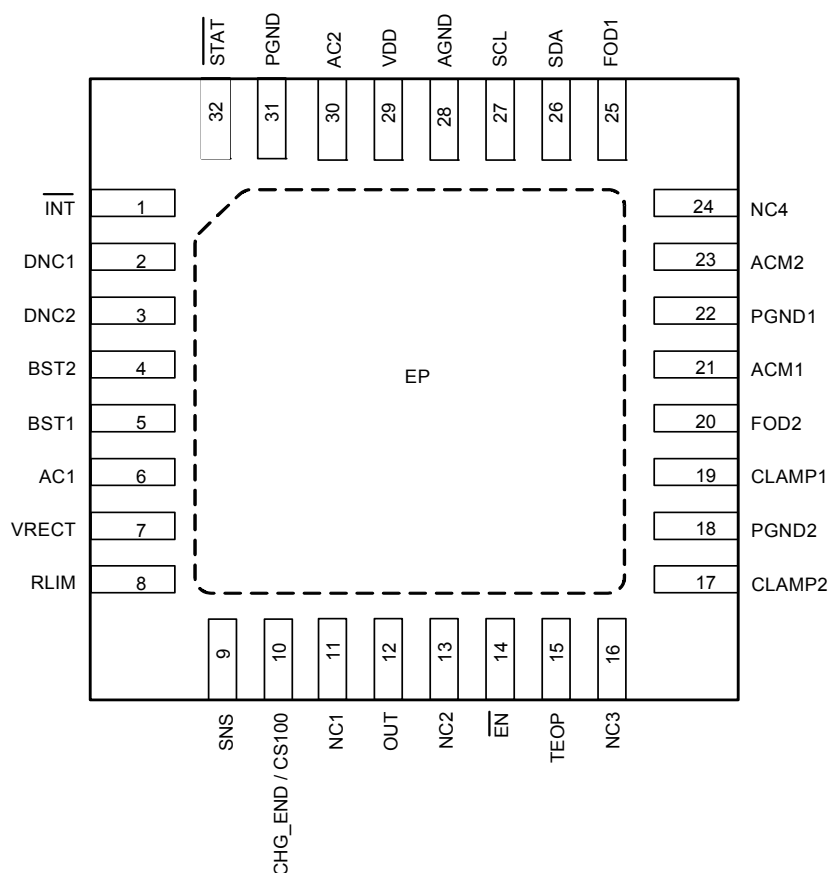 STAT PGND AC2 VDD AGND SCL SDA FOD1
32 31 30 29 28 27 26 25
INT 1 24 NC4
DNC1 2 23 ACM2
DNC2 3 22 PGND1
BST2 4 21 ACM1
EP
BST1 5 20 FOD2
AC1 6 19 CLAMP1
VRECT 7 18 PGND2
RLIM 8 17 CLAMP2
9 10 11 12 13 14 15 16
SNS CHG_END / CS100 NC1 OUT NC2 EN TEOP NC3